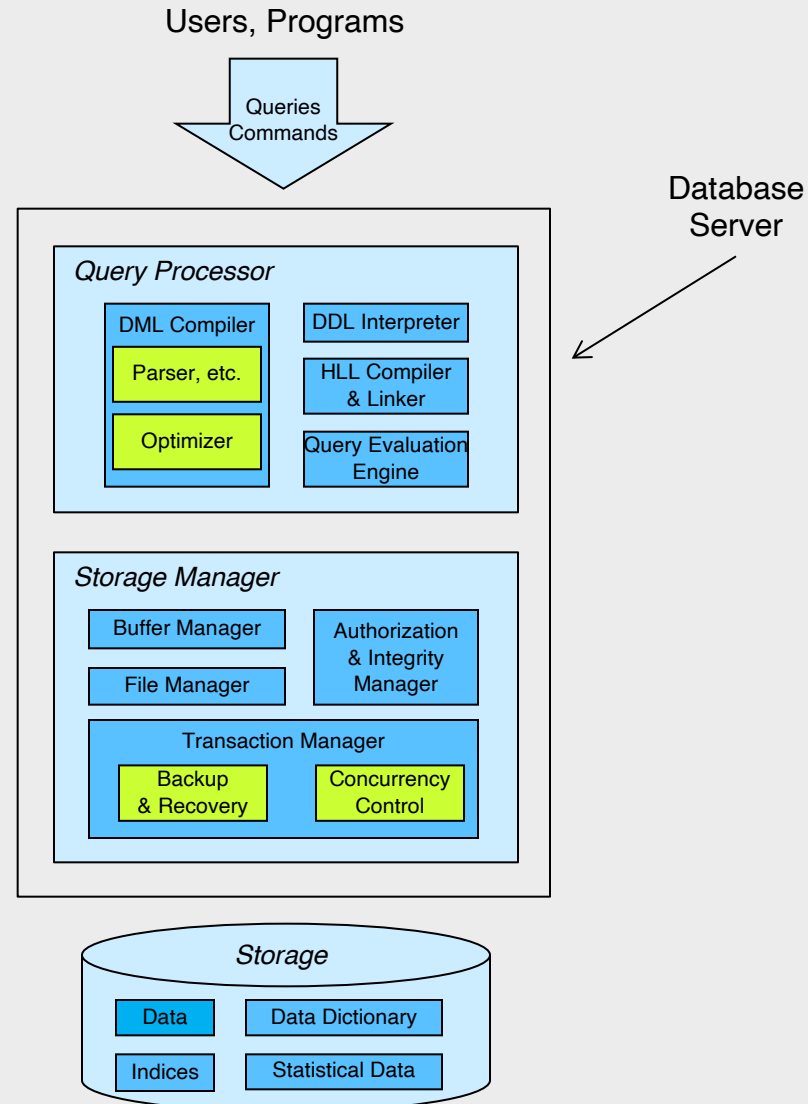 Users, Programs
Queries
Commands
Database
Server
Query Processor
DML Compiler
Parser, etc.
Optimizer
DDL Interpreter
HLL Compiler
& Linker
Query Evaluation
Engine
Storage Manager
Buffer Manager
File Manager
Authorization
& Integrity
Manager
Transaction Manager
Backup
& Recovery
Concurrency
Control
Storage
Data
Data Dictionary
Indices
Statistical Data